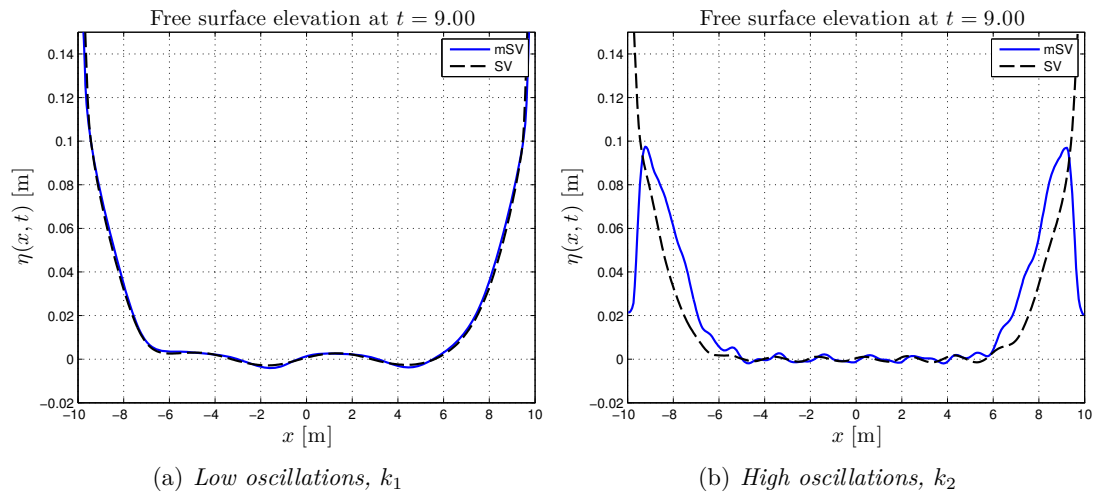 Free surface elevation at t = 9.00
mSV
SV
0.14
0.12
0.1
0.08
0.06
0.04
0.02
0
−0.02
η(x, t) [m]
−10 −8 −6 −4 −2 0 2 4 6 8 10
x [m]
(a) Low oscillations, k₁
Free surface elevation at t = 9.00
mSV
SV
0.14
0.12
0.1
0.08
0.06
0.04
0.02
0
−0.02
η(x, t) [m]
−10 −8 −6 −4 −2 0 2 4 6 8 10
x [m]
(b) High oscillations, k₂